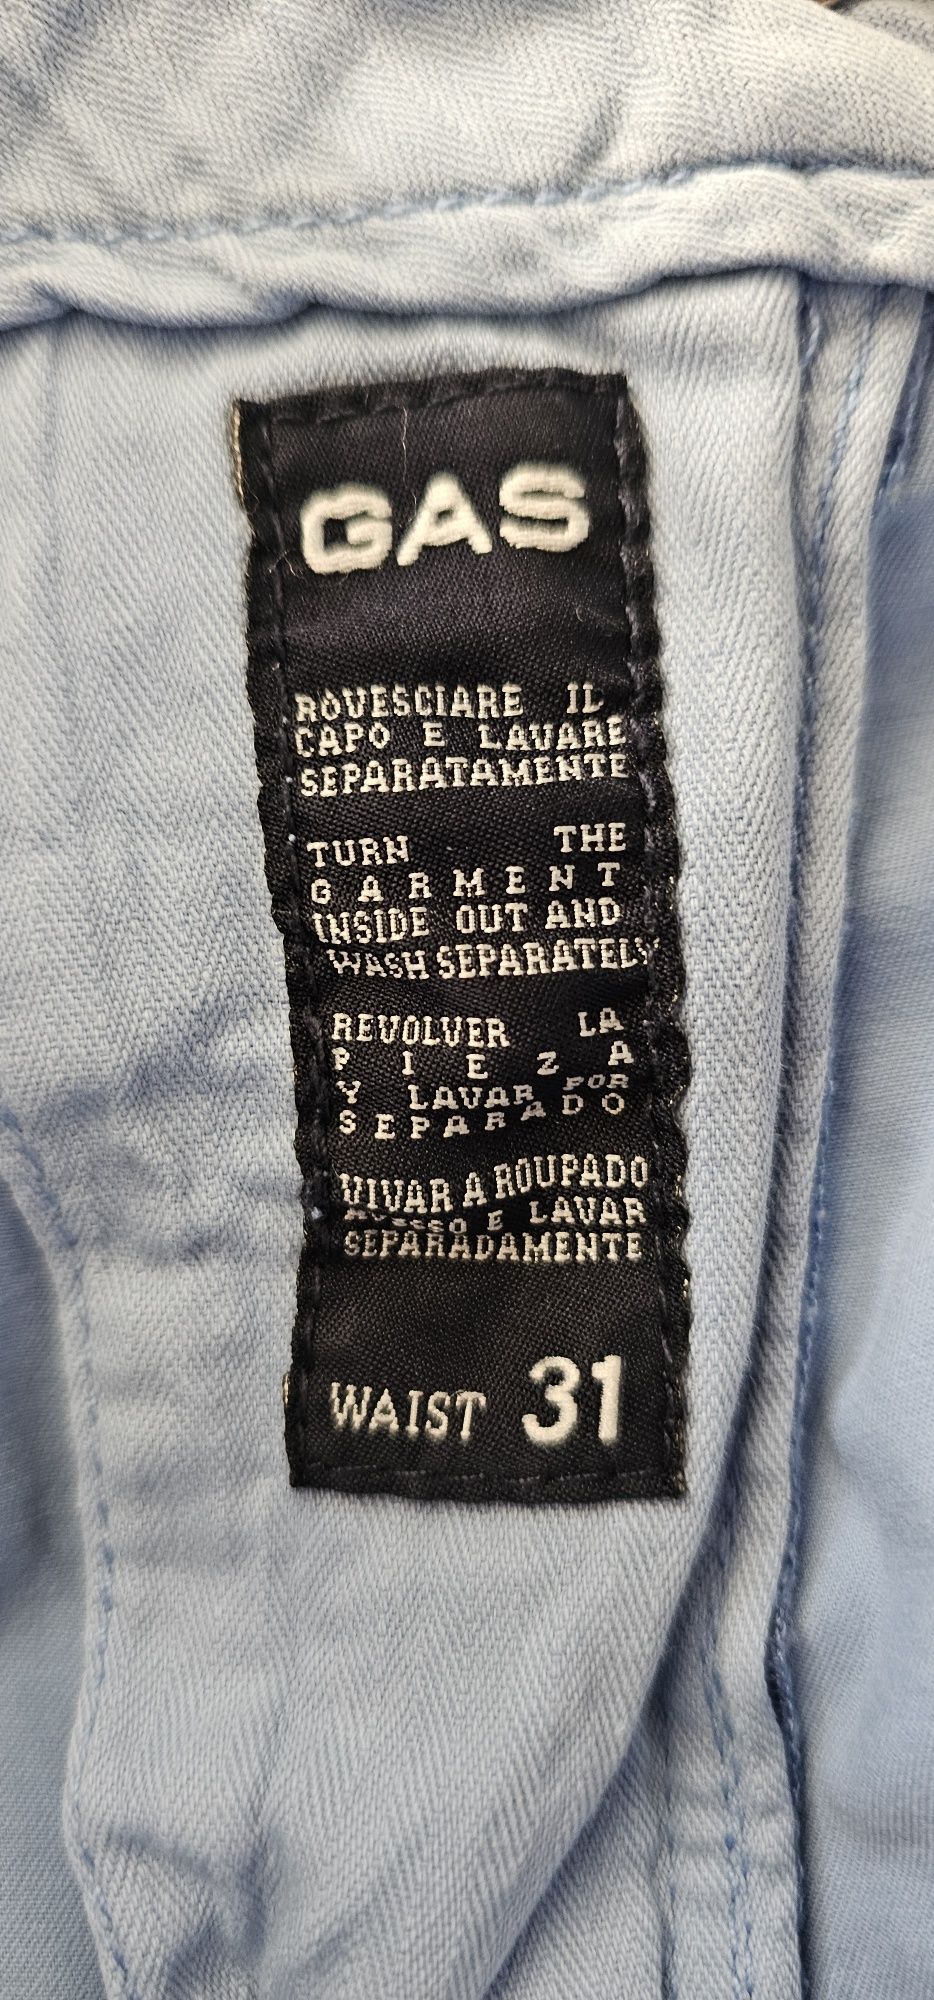 GAS
ROVESCIARE IL
CAPO E LAVARE
SEPARATAMENTE
TURN THE
GARMENT
INSIDE OUT AND
WASH SEPARATELY
REVOLVER LA
PIEZA
Y LAVAR POR
SEPARADO
VIVAR A ROUPADO
AVESSO E LAVAR
SEPARADAMENTE
WAIST 31